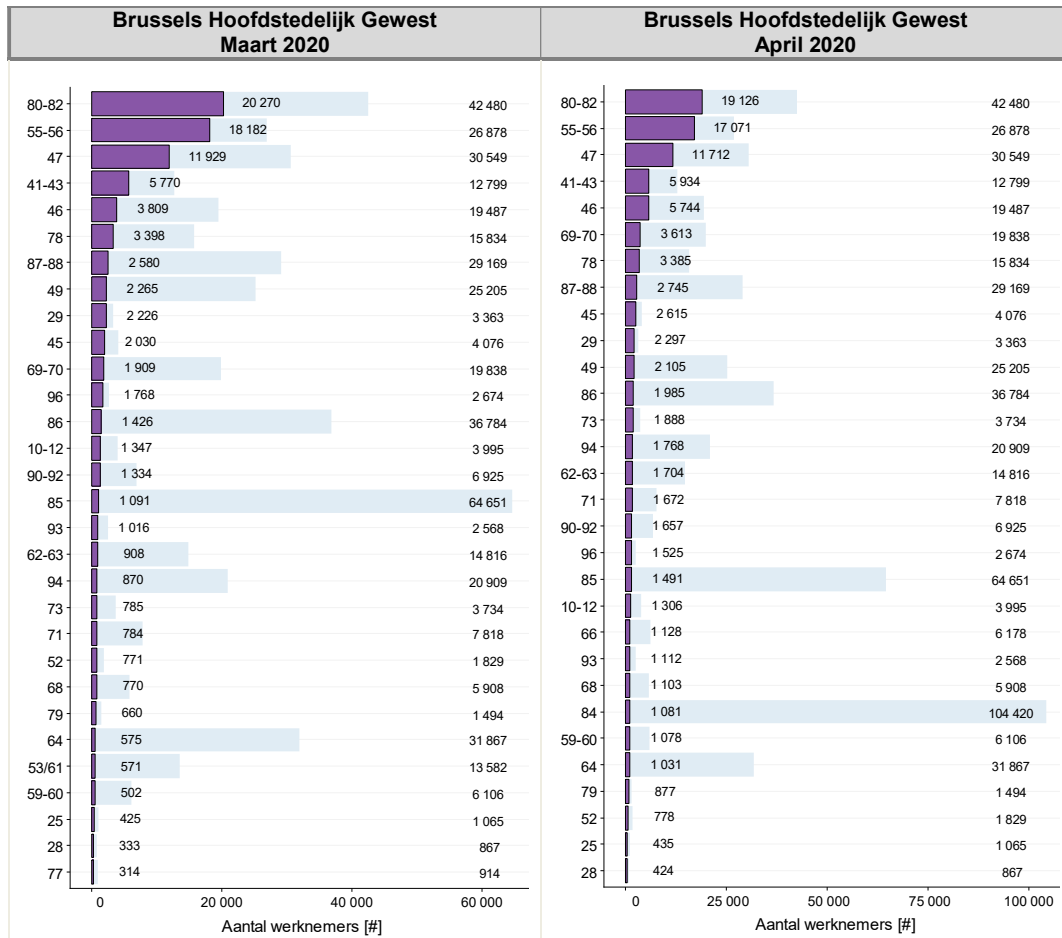 Brussels Hoofdstedelijk Gewest
Maart 2020
80-82 20 270 42 480
55-56 18 182 26 878
47 11 929 30 549
41-43 5 770 12 799
46 3 809 19 487
78 3 398 15 834
87-88 2 580 29 169
49 2 265 25 205
29 2 226 3 363
45 2 030 4 076
69-70 1 909 19 838
96 1 768 2 674
86 1 426 36 784
10-12 1 347 3 995
90-92 1 334 6 925
85 1 091 64 651
93 1 016 2 568
62-63 908 14 816
94 870 20 909
73 785 3 734
71 784 7 818
52 771 1 829
68 770 5 908
79 660 1 494
64 575 31 867
53/61 571 13 582
59-60 502 6 106
25 425 1 065
28 333 867
77 314 914
0 20 000 40 000 60 000
Aantal werknemers [#]
Brussels Hoofdstedelijk Gewest
April 2020
80-82 19 126 42 480
55-56 17 071 26 878
47 11 712 30 549
41-43 5 934 12 799
46 5 744 19 487
69-70 3 613 19 838
78 3 385 15 834
87-88 2 745 29 169
45 2 615 4 076
29 2 297 3 363
49 2 105 25 205
86 1 985 36 784
73 1 888 3 734
94 1 768 20 909
62-63 1 704 14 816
71 1 672 7 818
90-92 1 657 6 925
96 1 525 2 674
85 1 491 64 651
10-12 1 306 3 995
66 1 128 6 178
93 1 112 2 568
68 1 103 5 908
84 1 081 104 420
59-60 1 078 6 106
64 1 031 31 867
79 877 1 494
52 778 1 829
25 435 1 065
28 424 867
0 25 000 50 000 75 000 100 000
Aantal werknemers [#]